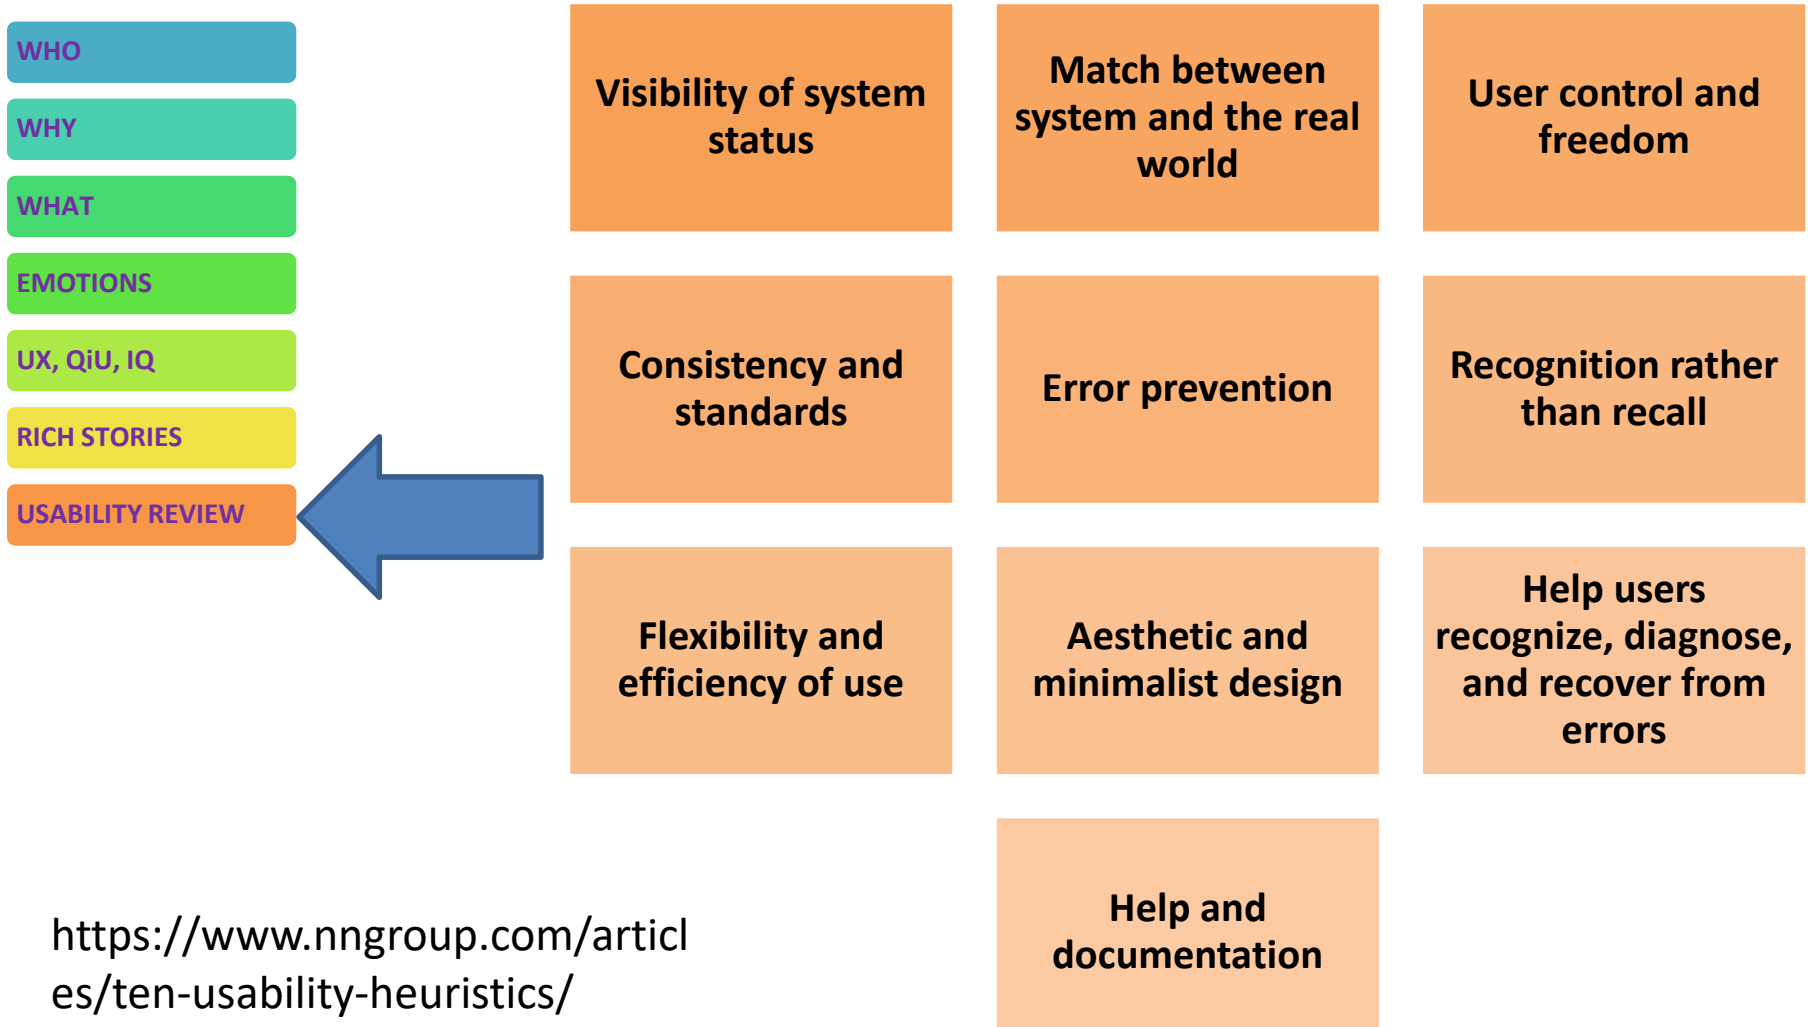 WHO
WHY
WHAT
EMOTIONS
UX, QiU, IQ
RICH STORIES
USABILITY REVIEW
Visibility of system
status
Match between
system and the real
world
User control and
freedom
Consistency and
standards
Error prevention
Recognition rather
than recall
Flexibility and
efficiency of use
Aesthetic and
minimalist design
Help users
recognize, diagnose,
and recover from
errors
Help and
documentation
https://www.nngroup.com/articl
es/ten-usability-heuristics/